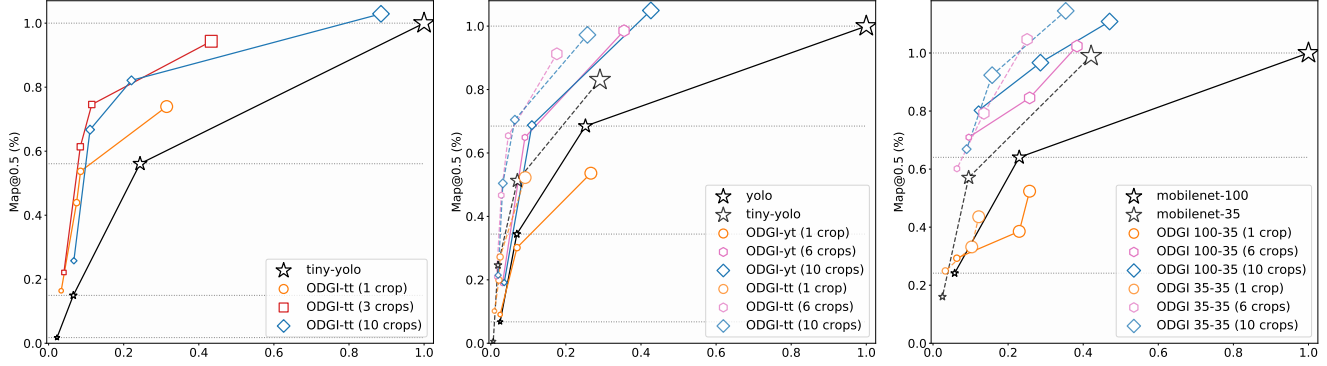 Map@0.5 (%)
1.0
0.8
0.6
0.4
0.2
0.0
0.0
0.2
0.4
0.6
0.8
1.0
tiny-yolo
ODGI-tt (1 crop)
ODGI-tt (3 crops)
ODGI-tt (10 crops)
Map@0.5 (%)
1.0
0.8
0.6
0.4
0.2
0.0
0.0
0.2
0.4
0.6
0.8
1.0
yolo
tiny-yolo
ODGI-yt (1 crop)
ODGI-yt (6 crops)
ODGI-yt (10 crops)
ODGI-tt (1 crop)
ODGI-tt (6 crops)
ODGI-tt (10 crops)
Map@0.5 (%)
1.0
0.8
0.6
0.4
0.2
0.0
0.0
0.2
0.4
0.6
0.8
1.0
mobilenet-100
mobilenet-35
ODGI 100-35 (1 crop)
ODGI 100-35 (6 crops)
ODGI 100-35 (10 crops)
ODGI 35-35 (1 crop)
ODGI 35-35 (6 crops)
ODGI 35-35 (10 crops)